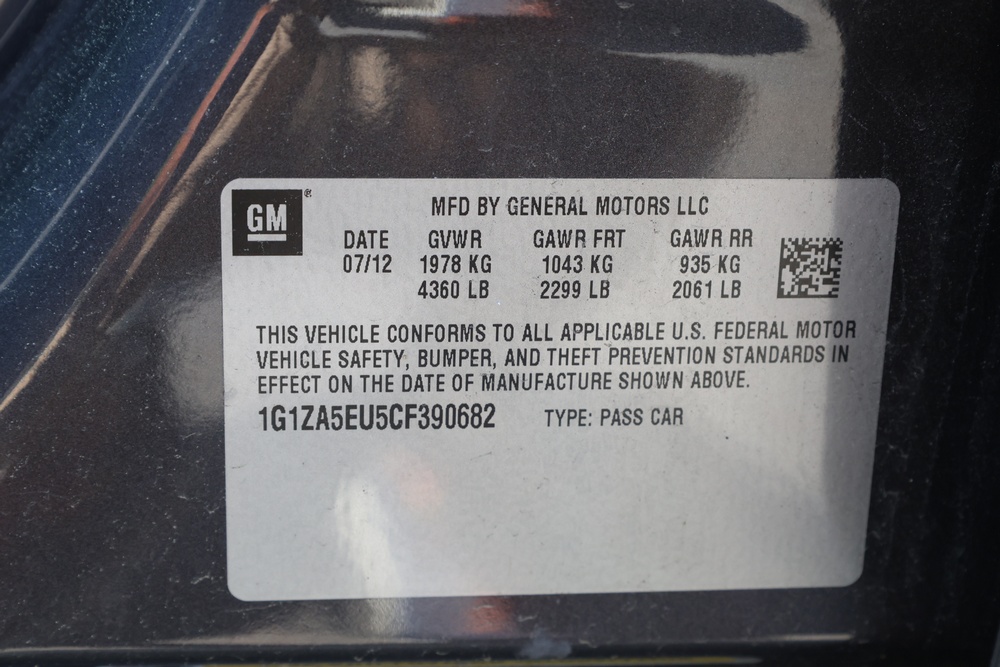 GM®
MFD BY GENERAL MOTORS LLC
DATE GVWR GAWR FRT GAWR RR
07/12 1978 KG 1043 KG 935 KG
4360 LB 2299 LB 2061 LB
THIS VEHICLE CONFORMS TO ALL APPLICABLE U.S. FEDERAL MOTOR
VEHICLE SAFETY, BUMPER, AND THEFT PREVENTION STANDARDS IN
EFFECT ON THE DATE OF MANUFACTURE SHOWN ABOVE.
1G1ZA5EU5CF390682 TYPE: PASS CAR